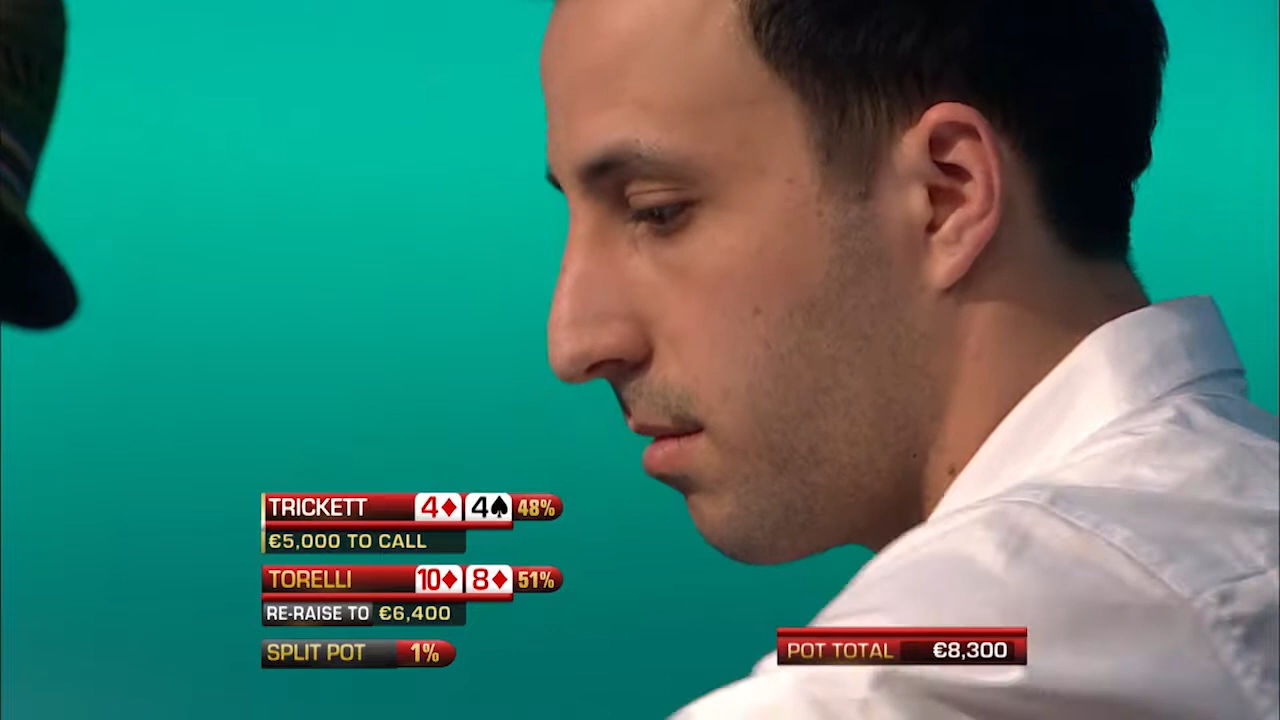 TRICKETT 4♦ 4♠ 48%
€5,000 TO CALL
TORELLI 10♦ 8♦ 51%
RE-RAISE TO €6,400
SPLIT POT 1%
POT TOTAL €8,300